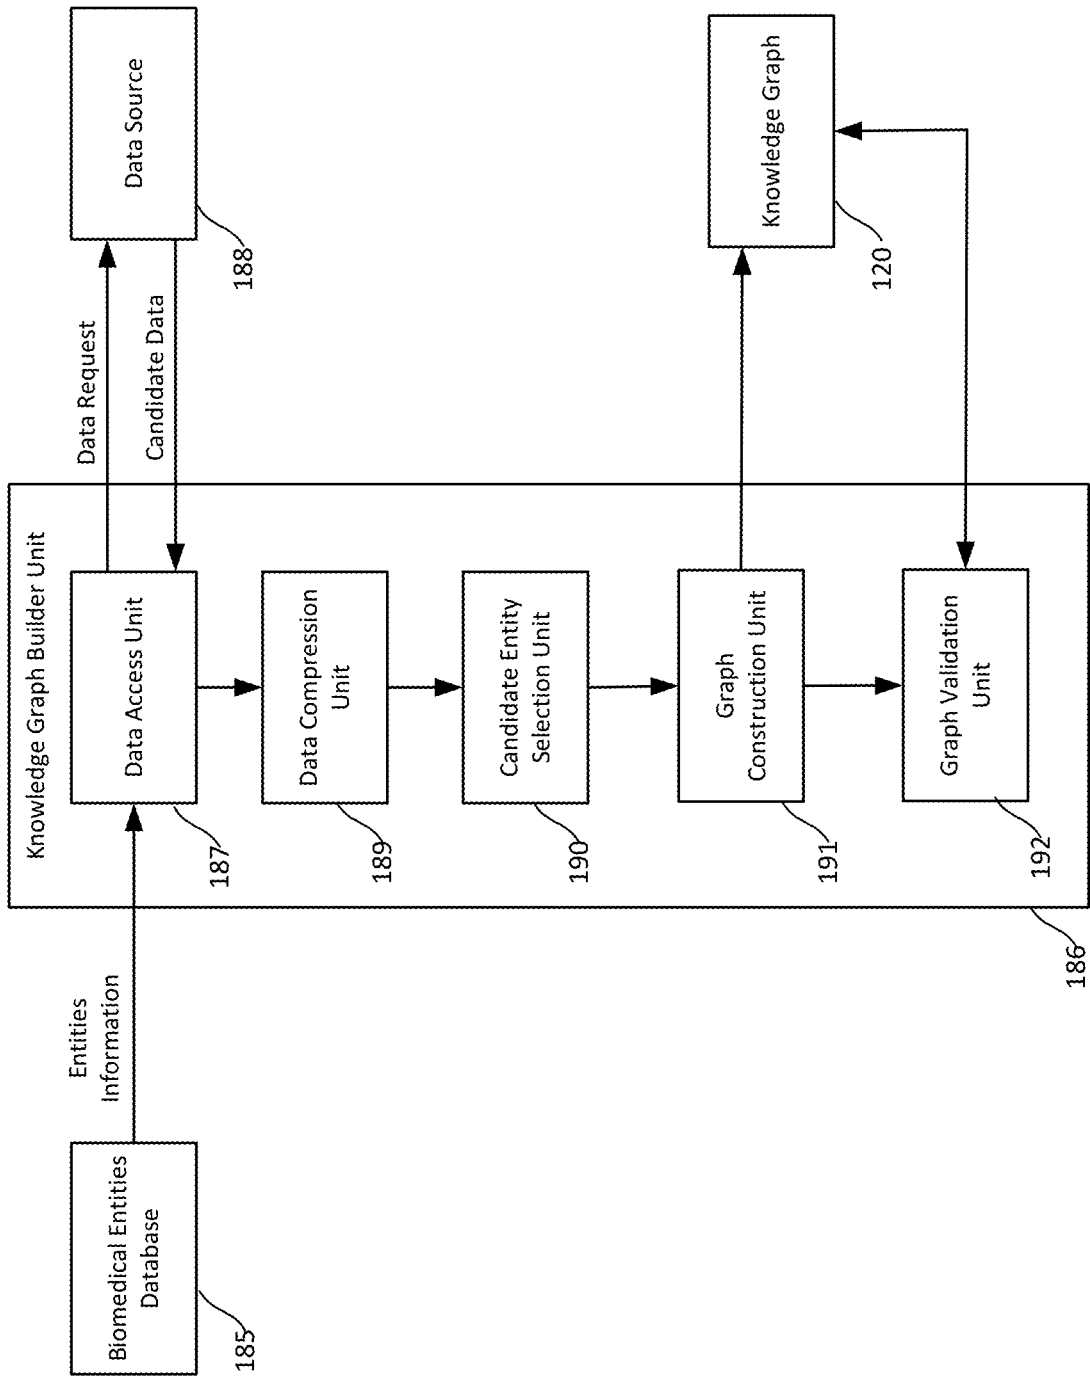 Knowledge Graph Builder Unit
Biomedical Entities
Database
185
Entities
Information
Data Access Unit
187
Data Request
Candidate Data
Data Source
188
Data Compression
Unit
189
Candidate Entity
Selection Unit
190
Graph
Construction Unit
191
Knowledge Graph
120
Graph Validation
Unit
192
186